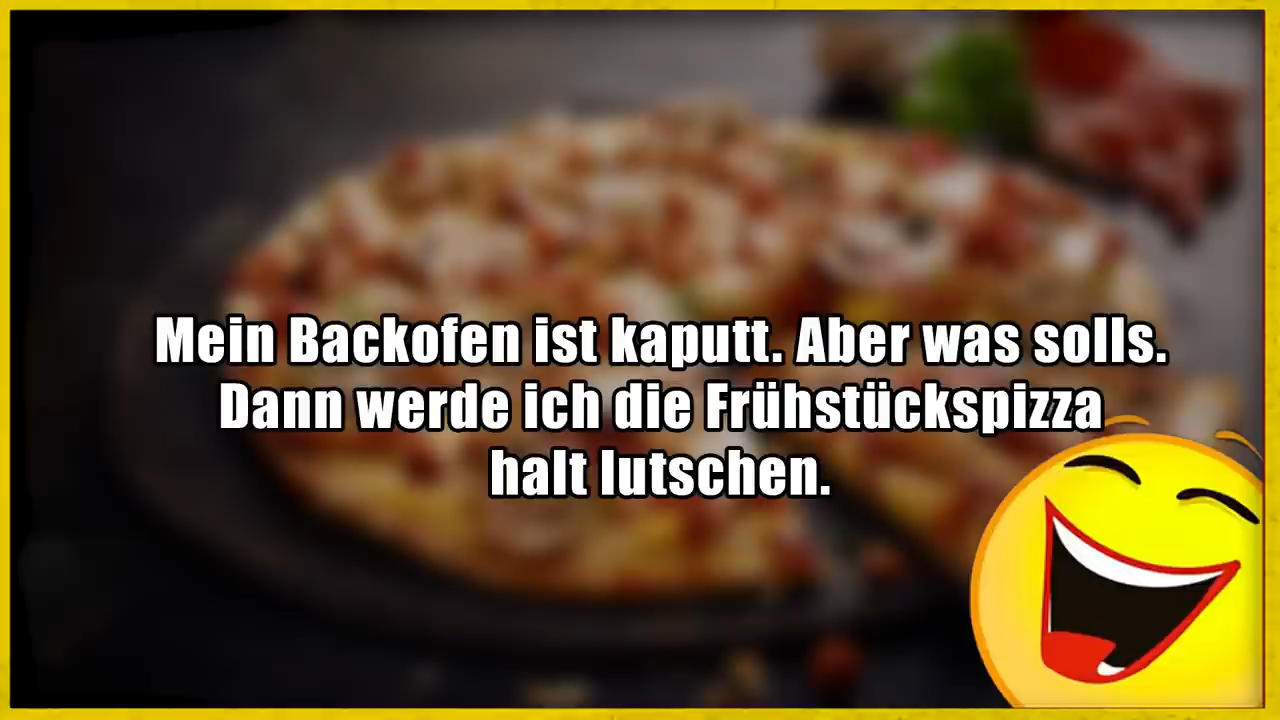 Mein Backofen ist kaputt. Aber was solls.
Dann werde ich die Frühstückspizza
halt lutschen.